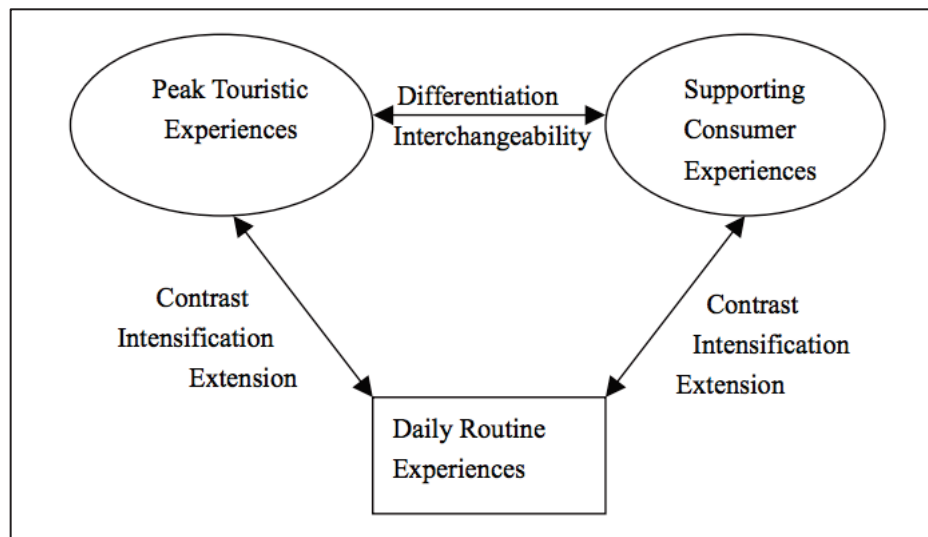 Peak Touristic
Experiences
Differentiation
Interchangeability
Supporting
Consumer
Experiences
Contrast
Intensification
Extension
Contrast
Intensification
Extension
Daily Routine
Experiences